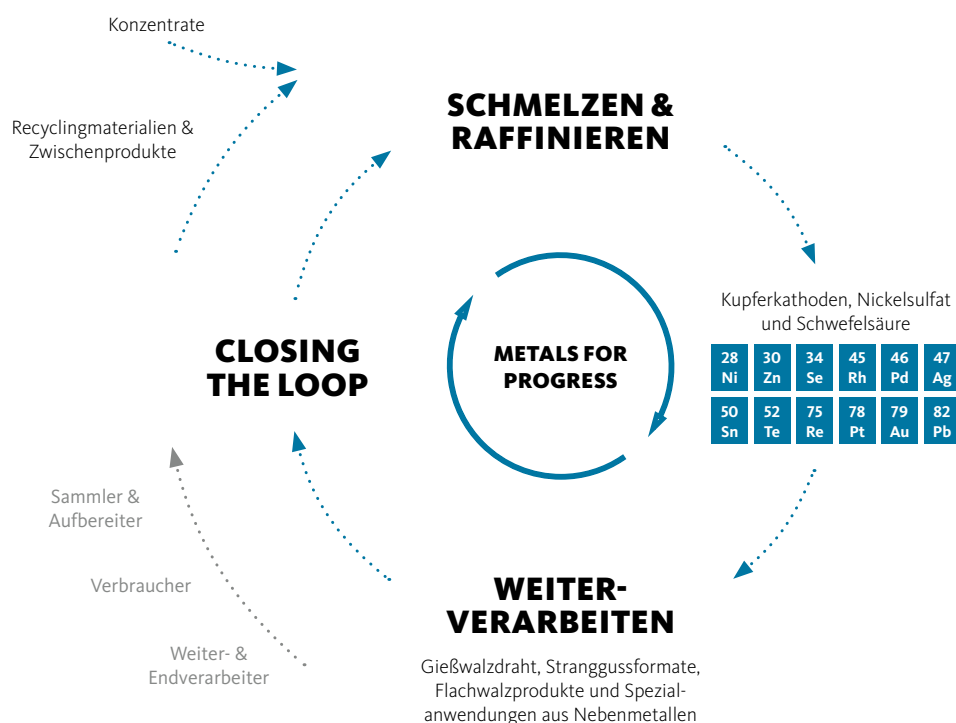 Konzentrate
Recyclingmaterialien &
Zwischenprodukte
SCHMELZEN &
RAFFINIEREN
Kupferkathoden, Nickelsulfat
und Schwefelsäure
28 30 34 45 46 47
Ni Zn Se Rh Pd Ag
50 52 75 78 79 82
Sn Te Re Pt Au Pb
METALS FOR
PROGRESS
CLOSING
THE LOOP
Sammler &
Aufbereiter
Verbraucher
Weiter- &
Endverarbeiter
WEITER-
VERARBEITEN
Gießwalzdraht, Stranggussformate,
Flachwalzprodukte und Spezial-
anwendungen aus Nebenmetallen